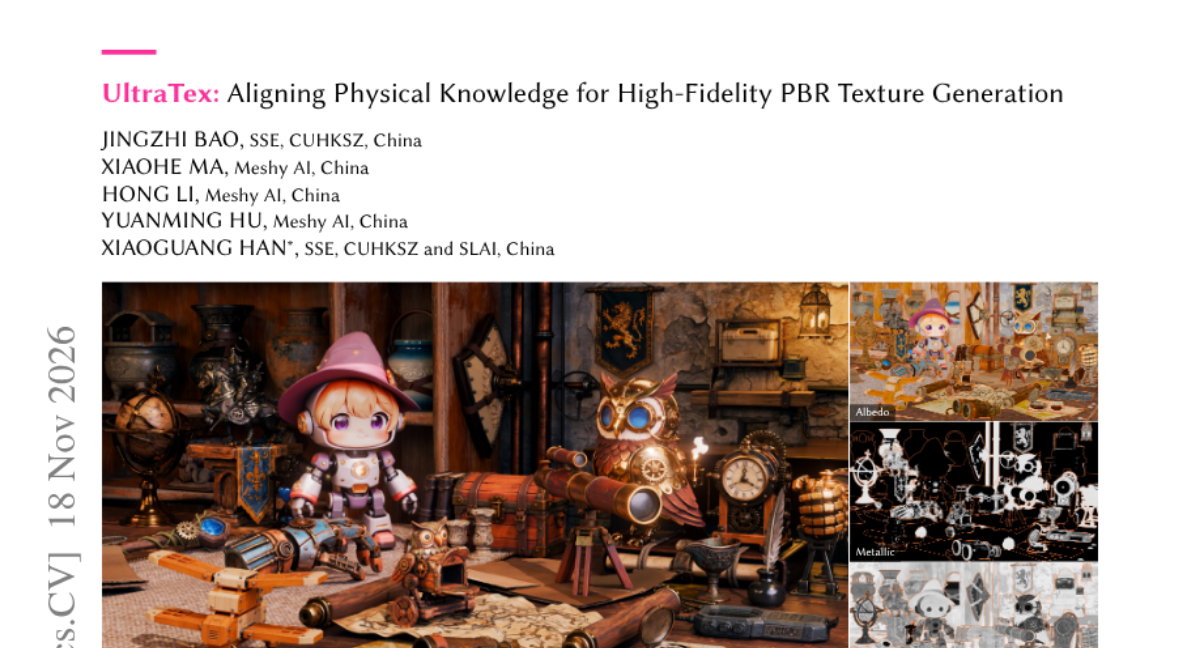 UltraTex: Aligning Physical Knowledge for High-Fidelity PBR Texture Generation
JINGZHI BAO, SSE, CUHKSZ, China
XIAOHE MA, Meshy AI, China
HONG LI, Meshy AI, China
YUANMING HU, Meshy AI, China
XIAOGUANG HAN*, SSE, CUHKSZ and SLAI, China
cs.CV] 18 Nov 2026
Albedo
Metallic